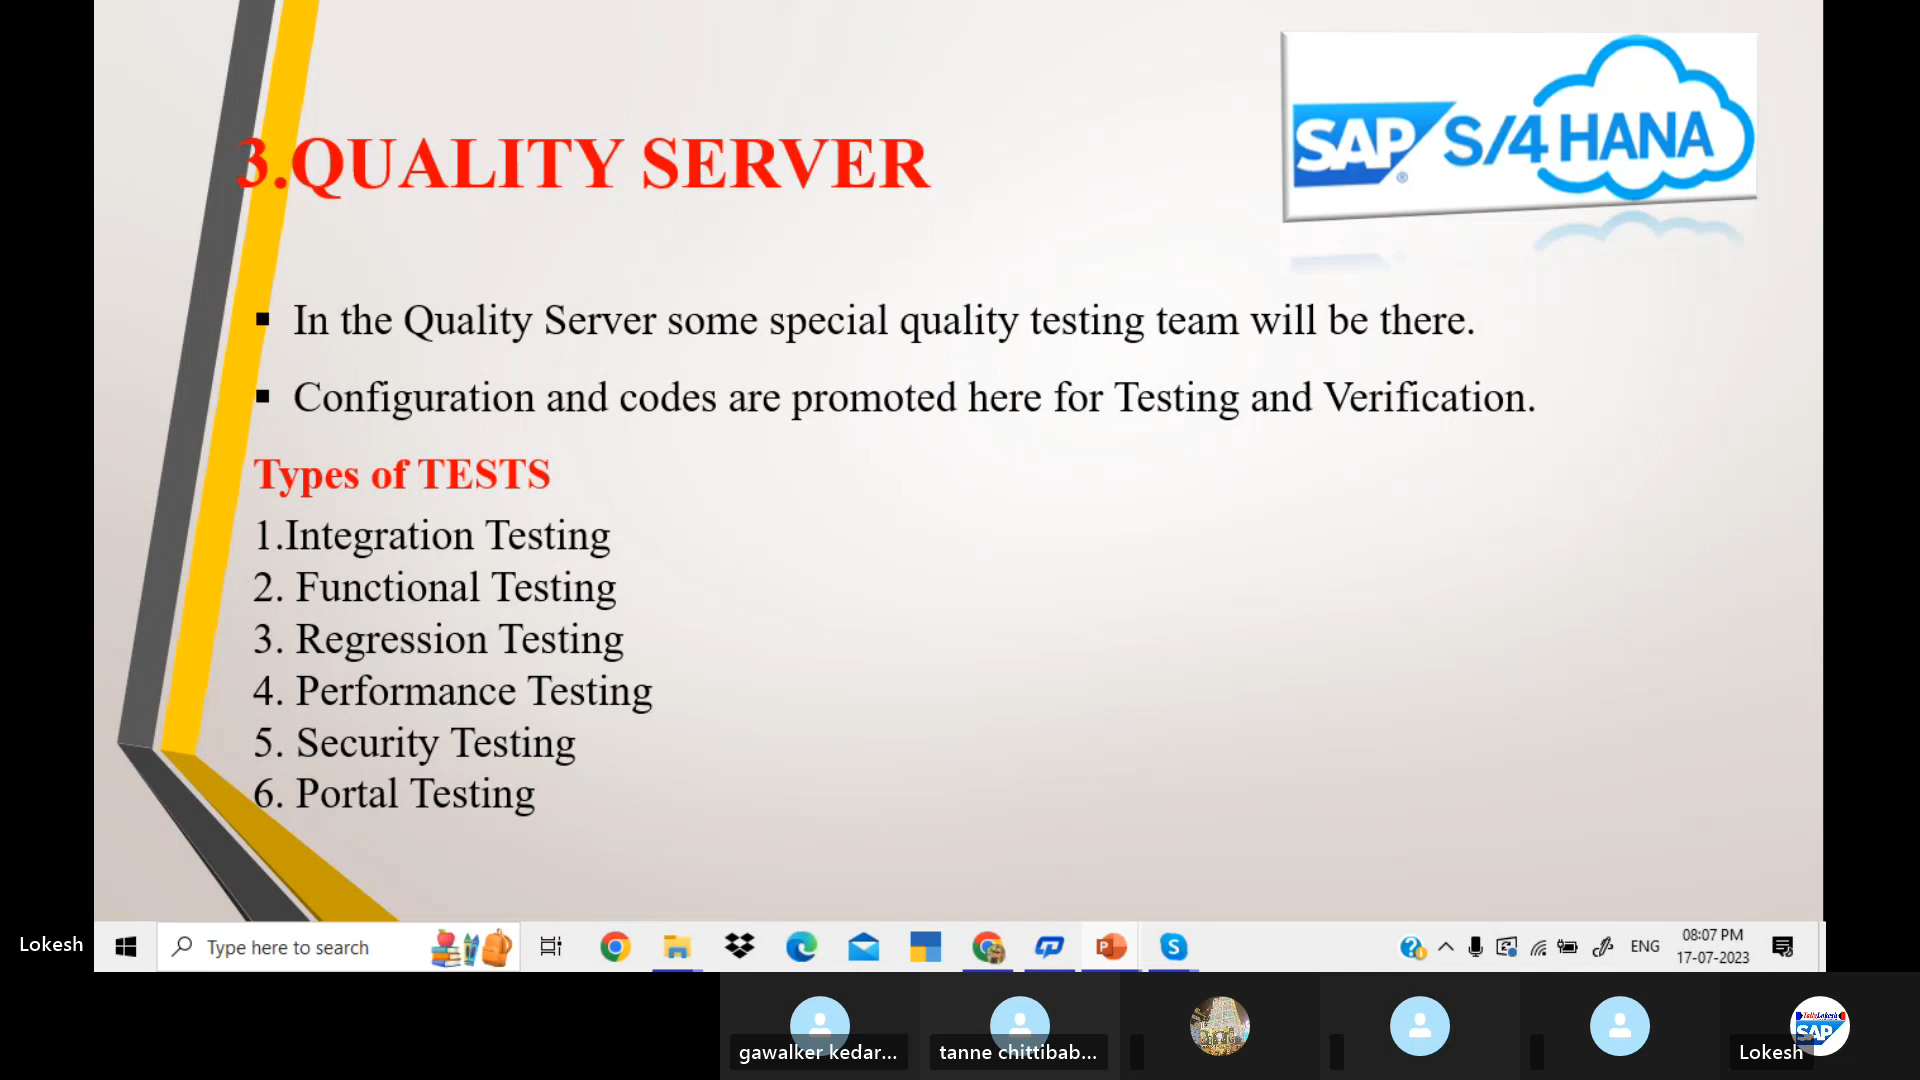 SAP S/4 HANA
®
3.QUALITY SERVER
▪ In the Quality Server some special quality testing team will be there.
▪ Configuration and codes are promoted here for Testing and Verification.
Types of TESTS
1.Integration Testing
2. Functional Testing
3. Regression Testing
4. Performance Testing
5. Security Testing
6. Portal Testing
Lokesh
Type here to search
ENG
08:07 PM
17-07-2023
gawalker kedar...
tanne chittibab...
Lokesh
SAP